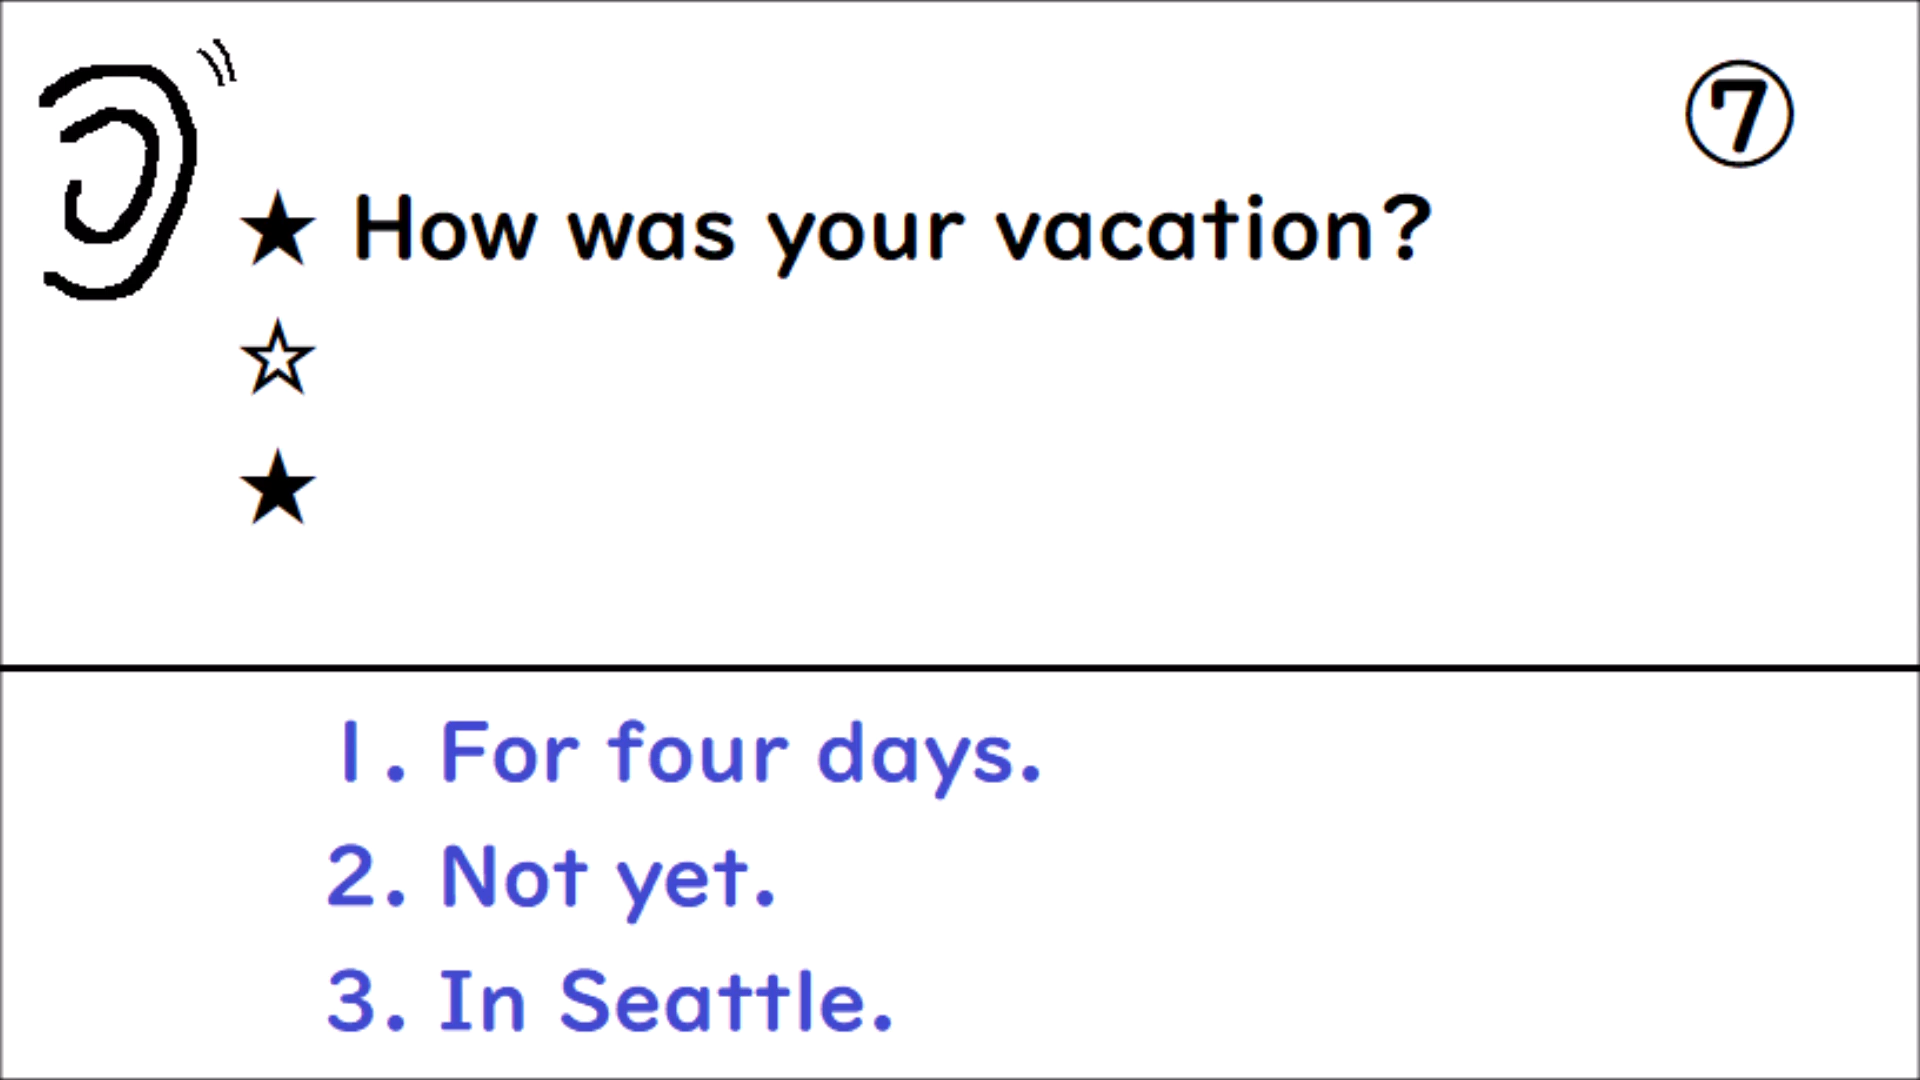 ⑦
★ How was your vacation?
☆
★
1. For four days.
2. Not yet.
3. In Seattle.